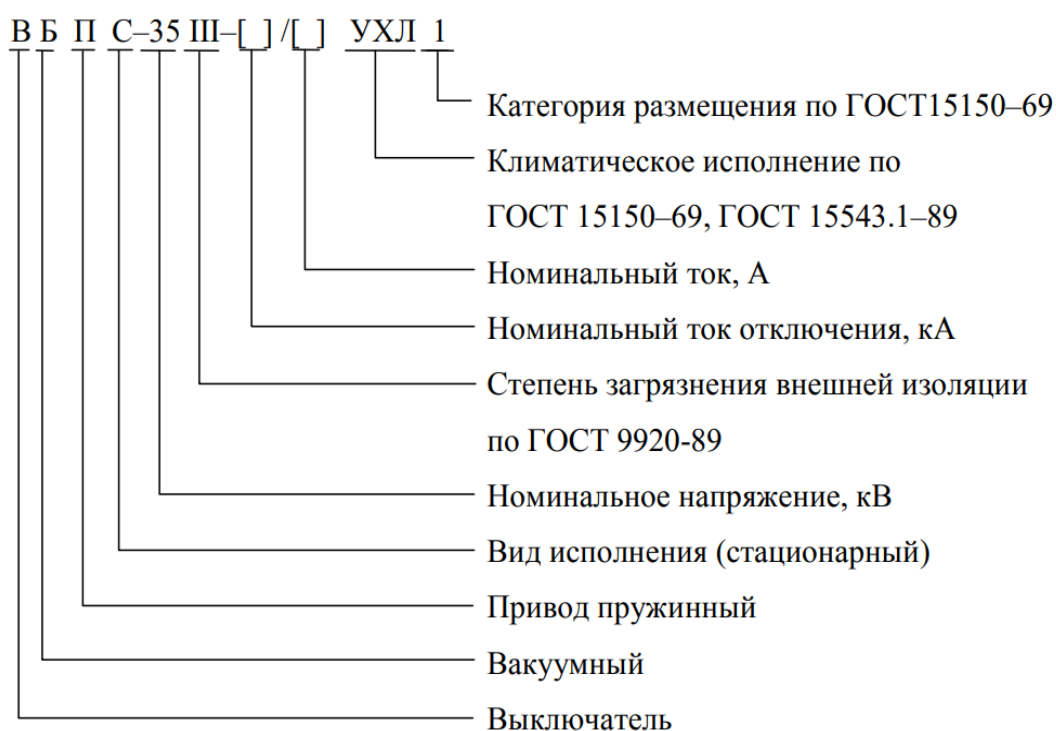 В Б П С–35 III–[ ] /[ ] УХЛ 1
Категория размещения по ГОСТ15150–69
Климатическое исполнение по
ГОСТ 15150–69, ГОСТ 15543.1–89
Номинальный ток, А
Номинальный ток отключения, кА
Степень загрязнения внешней изоляции
по ГОСТ 9920-89
Номинальное напряжение, кВ
Вид исполнения (стационарный)
Привод пружинный
Вакуумный
Выключатель